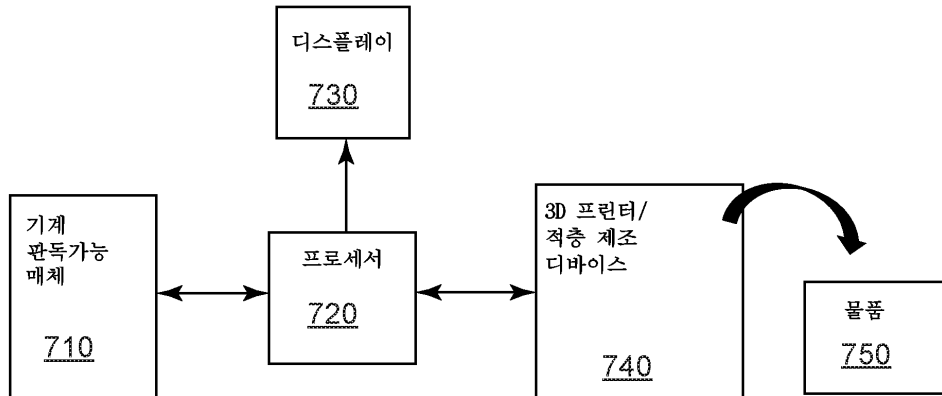 디스플레이
730
기계
판독가능
매체
710
프로세서
720
3D 프린터/
적층 제조
디바이스
740
물품
750